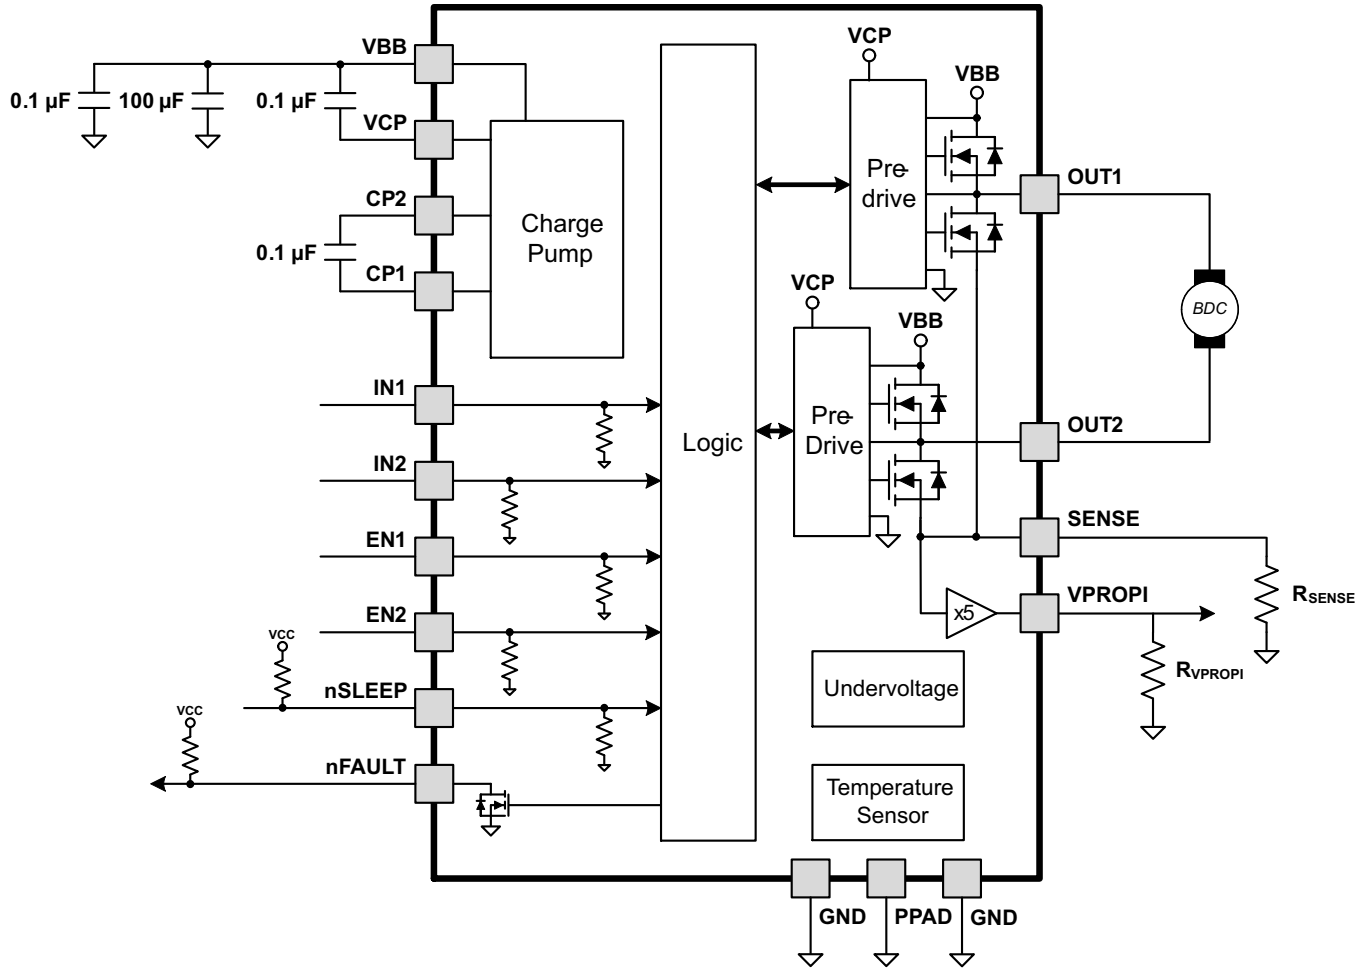 VBB
0.1 µF
100 µF
0.1 µF
VCP
CP2
0.1 µF
CP1
Charge
Pump
IN1
IN2
EN1
EN2
VCC
nSLEEP
VCC
nFAULT
Logic
VCP
VBB
Pre-
drive
OUT1
BDC
VCP
VBB
Pre-
Drive
OUT2
SENSE
RSENSE
VPROPI
x5
RVPROPI
Undervoltage
Temperature
Sensor
GND
PPAD
GND